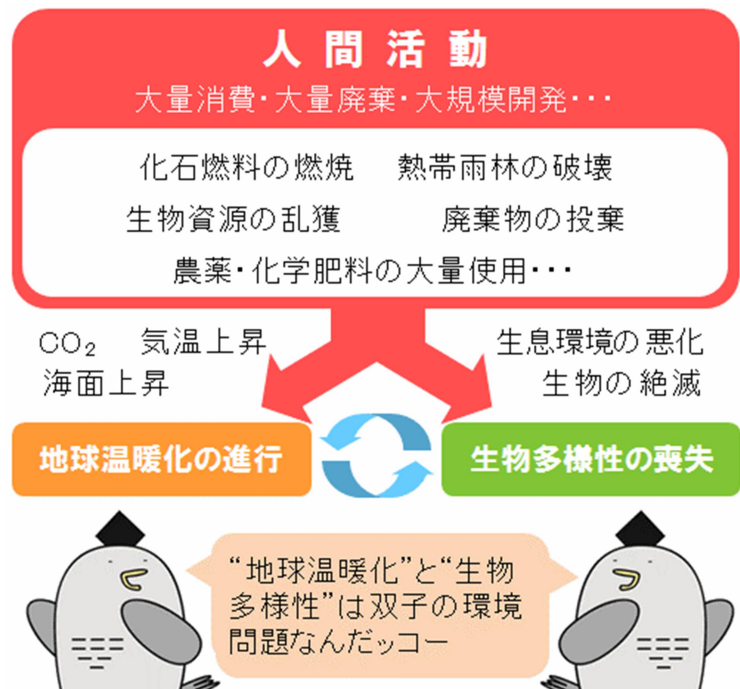 人間活動
大量消費・大量廃棄・大規模開発・・・
化石燃料の燃焼　熱帯雨林の破壊
生物資源の乱獲　廃棄物の投棄
農薬・化学肥料の大量使用・・・
CO₂　気温上昇
海面上昇
生息環境の悪化
生物の絶滅
地球温暖化の進行
生物多様性の喪失
“地球温暖化”と“生物
多様性”は双子の環境
問題なんだッコー